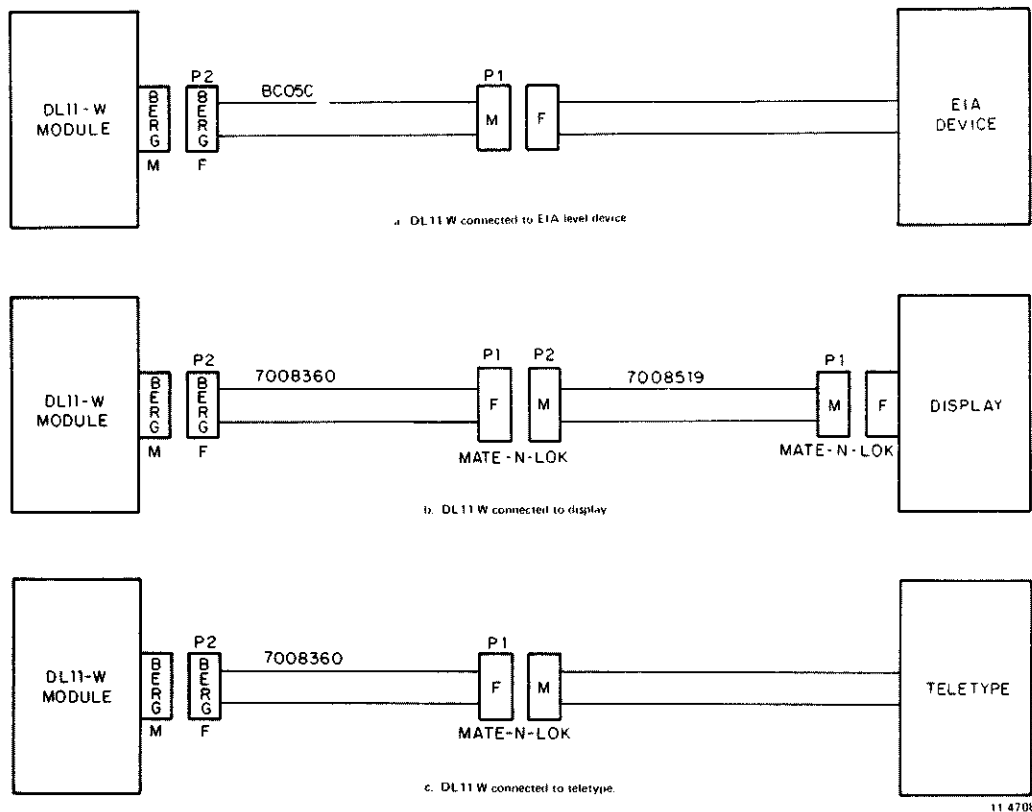 DL11-W
MODULE
BERG
M
P2
BERG
F
BC05C
P1
M
F
EIA
DEVICE
a. DL11 W connected to EIA level device
DL11-W
MODULE
BERG
M
P2
BERG
F
7008360
P1
F
P2
M
MATE-N-LOK
7008519
P1
M
F
MATE-N-LOK
DISPLAY
b. DL11 W connected to display
DL11-W
MODULE
BERG
M
P2
BERG
F
7008360
P1
F
M
MATE-N-LOK
TELETYPE
c. DL11 W connected to teletype.